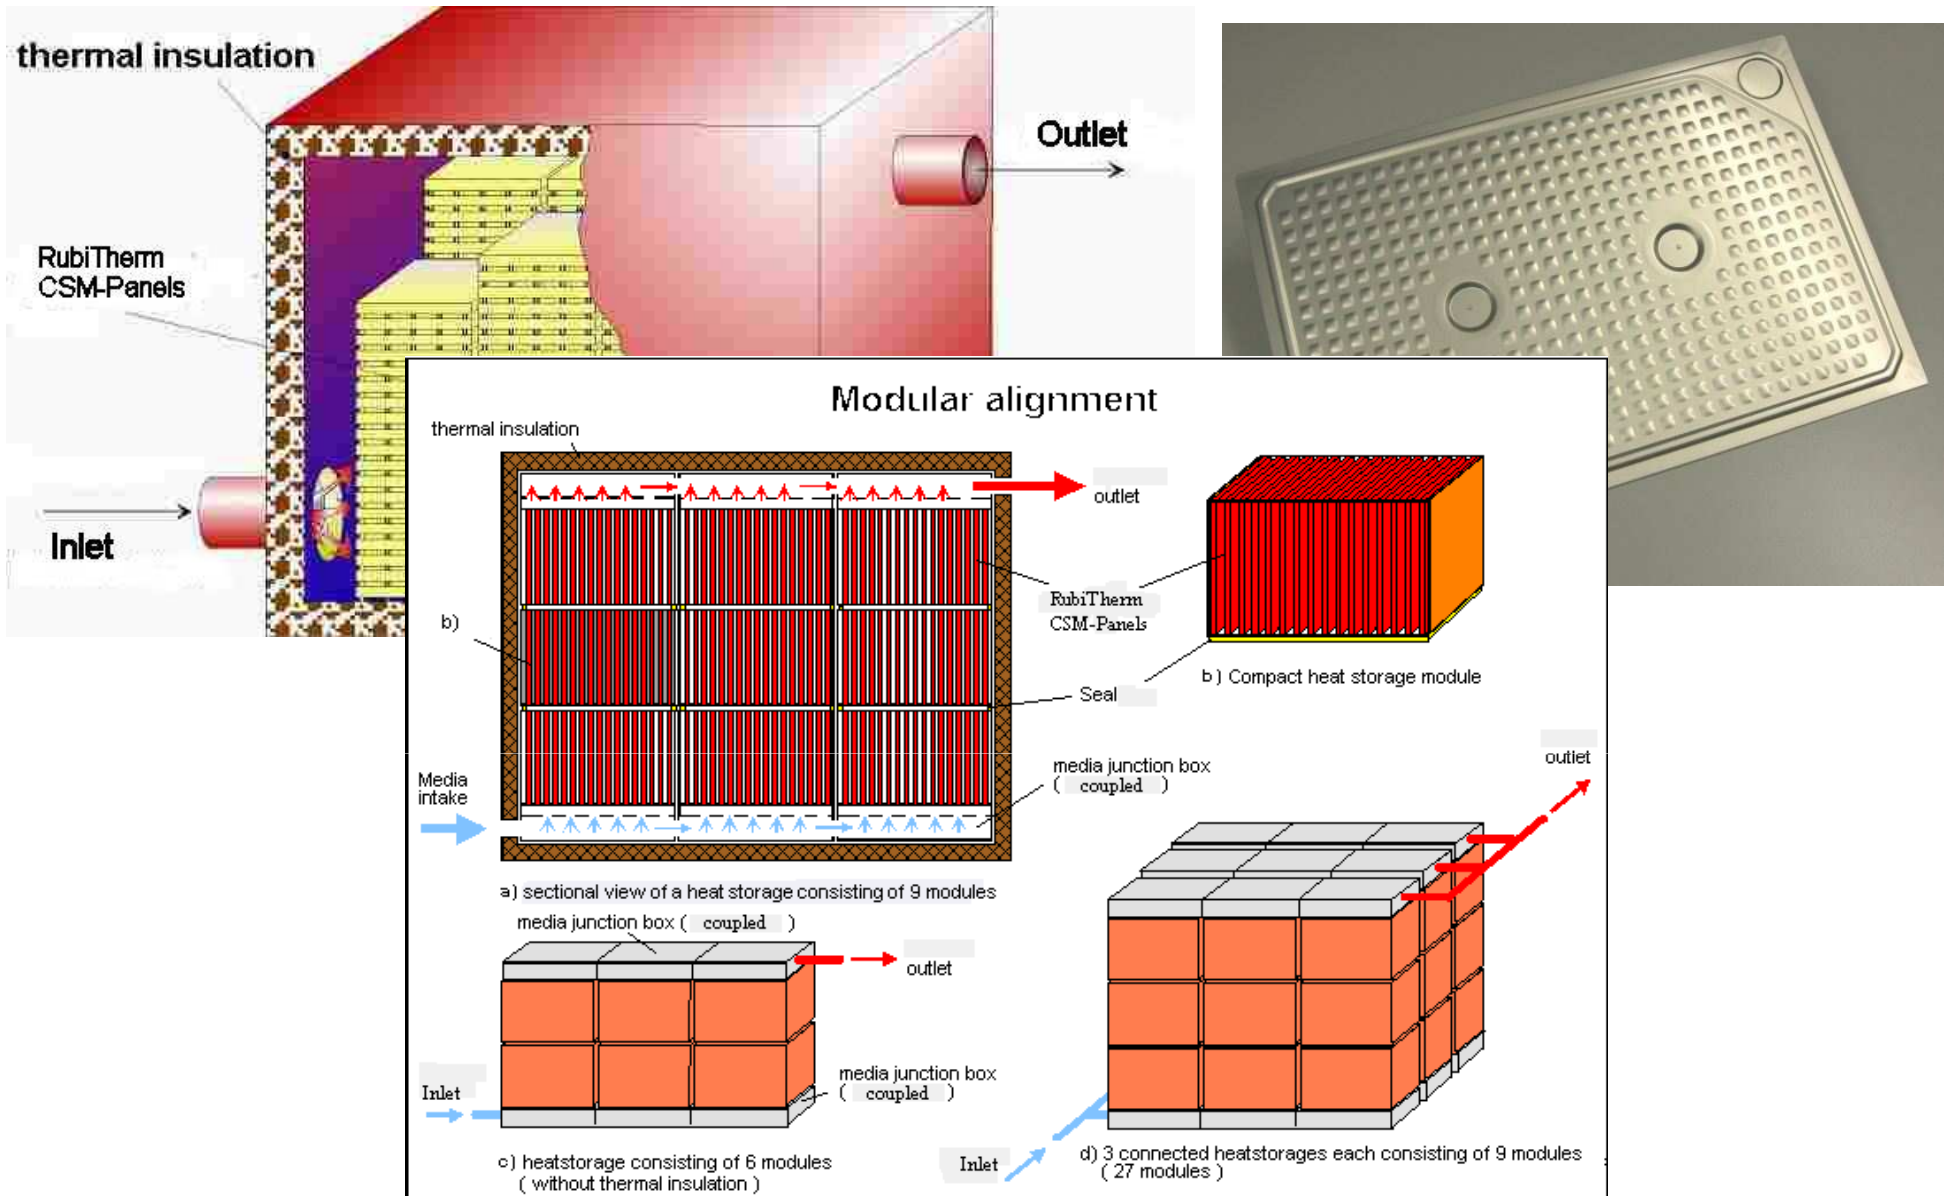 thermal insulation
Outlet
RubiTherm
CSM-Panels
Inlet
Modular alignment
thermal insulation
outlet
RubiTherm
CSM-Panels
b)
Seal
b) Compact heat storage module
Media
intake
media junction box
( coupled )
outlet
a) sectional view of a heat storage consisting of 9 modules
media junction box ( coupled )
outlet
Inlet
media junction box
( coupled )
c) heatstorage consisting of 6 modules
( without thermal insulation )
Inlet
d) 3 connected heatstorages each consisting of 9 modules
( 27 modules )